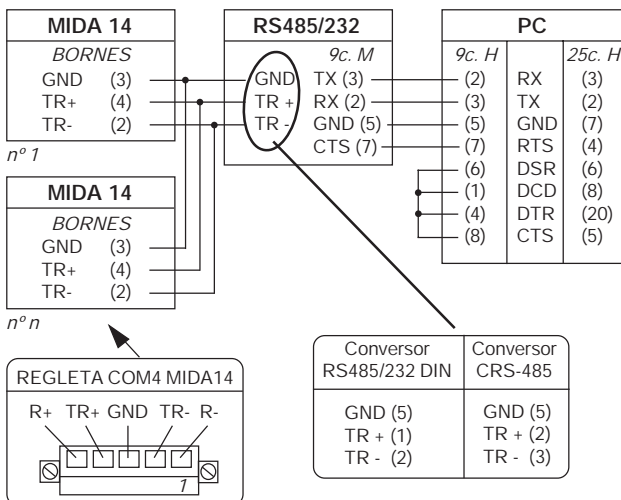 MIDA 14
BORNES
GND (3)
TR+ (4)
TR- (2)
nº 1
MIDA 14
BORNES
GND (3)
TR+ (4)
TR- (2)
nº n
RS485/232
9c. M
GND TX (3)
TR + RX (2)
TR - GND (5)
CTS (7)
PC
9c. H 25c. H
(2) RX (3)
(3) TX (2)
(5) GND (7)
(7) RTS (4)
(6) DSR (6)
(1) DCD (8)
(4) DTR (20)
(8) CTS (5)
REGLETA COM4 MIDA14
R+ TR+ GND TR- R-
1
Conversor
RS485/232 DIN
GND (5)
TR + (1)
TR - (2)
Conversor
CRS-485
GND (5)
TR + (2)
TR - (3)